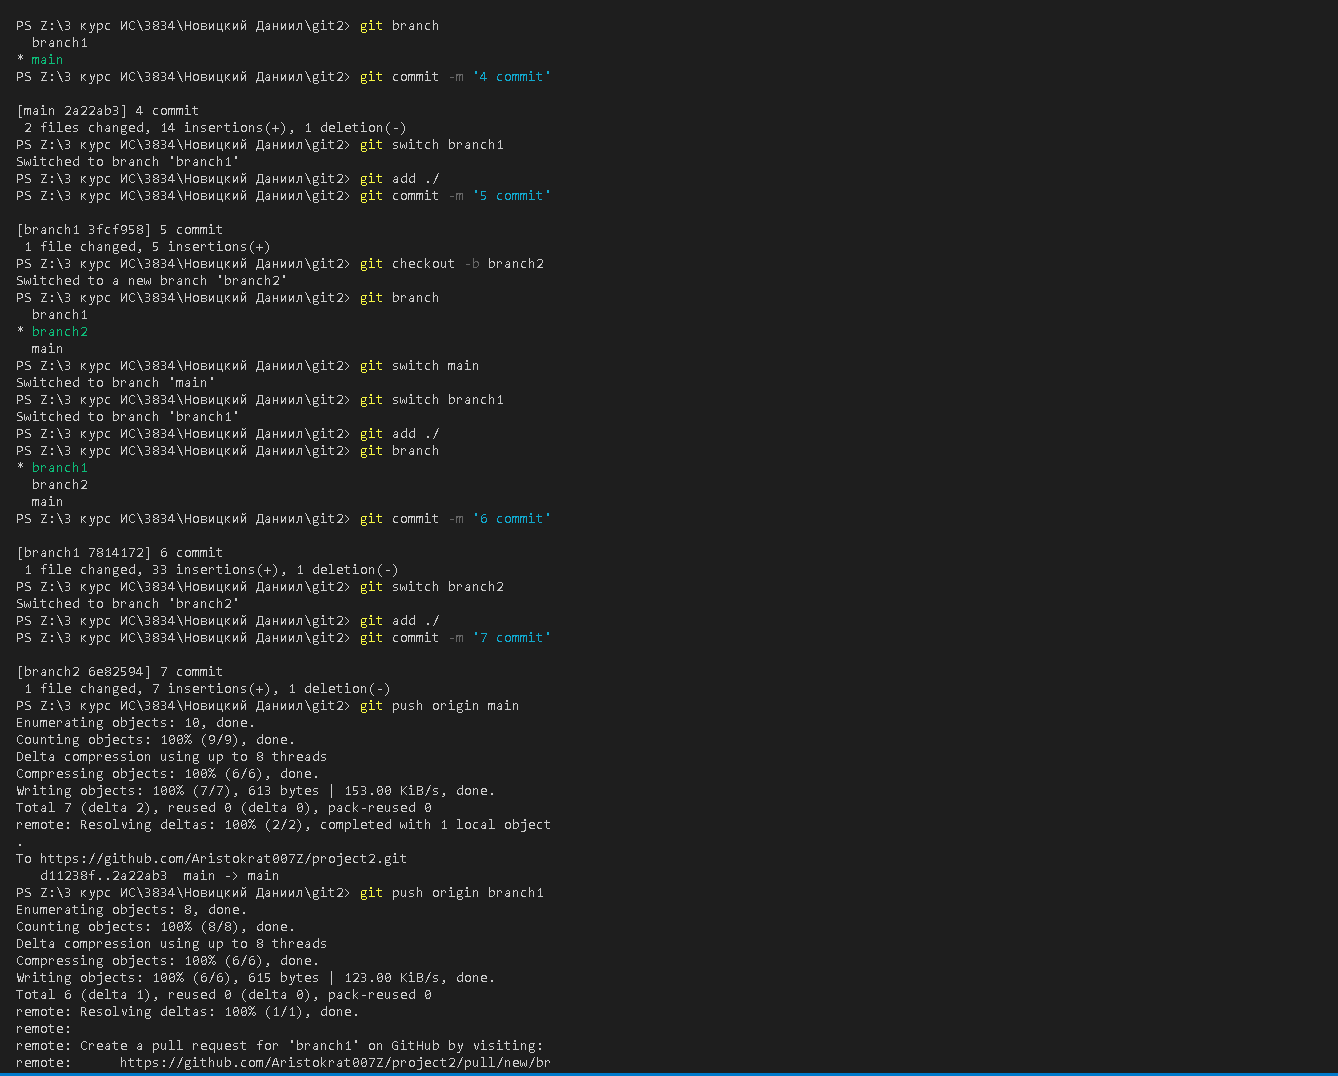 PS Z:\3 курс ИС\3834\Новицкий Даниил\git2> git branch
  branch1
* main
PS Z:\3 курс ИС\3834\Новицкий Даниил\git2> git commit -m '4 commit'
[main 2a22ab3] 4 commit
 2 files changed, 14 insertions(+), 1 deletion(-)
PS Z:\3 курс ИС\3834\Новицкий Даниил\git2> git switch branch1
Switched to branch 'branch1'
PS Z:\3 курс ИС\3834\Новицкий Даниил\git2> git add ./
PS Z:\3 курс ИС\3834\Новицкий Даниил\git2> git commit -m '5 commit'
[branch1 3fcf958] 5 commit
 1 file changed, 5 insertions(+)
PS Z:\3 курс ИС\3834\Новицкий Даниил\git2> git checkout -b branch2
Switched to a new branch 'branch2'
PS Z:\3 курс ИС\3834\Новицкий Даниил\git2> git branch
  branch1
* branch2
  main
PS Z:\3 курс ИС\3834\Новицкий Даниил\git2> git switch main
Switched to branch 'main'
PS Z:\3 курс ИС\3834\Новицкий Даниил\git2> git switch branch1
Switched to branch 'branch1'
PS Z:\3 курс ИС\3834\Новицкий Даниил\git2> git add ./
PS Z:\3 курс ИС\3834\Новицкий Даниил\git2> git branch
* branch1
  branch2
  main
PS Z:\3 курс ИС\3834\Новицкий Даниил\git2> git commit -m '6 commit'
[branch1 7814172] 6 commit
 1 file changed, 33 insertions(+), 1 deletion(-)
PS Z:\3 курс ИС\3834\Новицкий Даниил\git2> git switch branch2
Switched to branch 'branch2'
PS Z:\3 курс ИС\3834\Новицкий Даниил\git2> git add ./
PS Z:\3 курс ИС\3834\Новицкий Даниил\git2> git commit -m '7 commit'
[branch2 6e82594] 7 commit
 1 file changed, 7 insertions(+), 1 deletion(-)
PS Z:\3 курс ИС\3834\Новицкий Даниил\git2> git push origin main
Enumerating objects: 10, done.
Counting objects: 100% (9/9), done.
Delta compression using up to 8 threads
Compressing objects: 100% (6/6), done.
Writing objects: 100% (7/7), 613 bytes | 153.00 KiB/s, done.
Total 7 (delta 2), reused 0 (delta 0), pack-reused 0
remote: Resolving deltas: 100% (2/2), completed with 1 local object
.
To https://github.com/Aristokrat007Z/project2.git
   d11238f..2a22ab3  main -> main
PS Z:\3 курс ИС\3834\Новицкий Даниил\git2> git push origin branch1
Enumerating objects: 8, done.
Counting objects: 100% (8/8), done.
Delta compression using up to 8 threads
Compressing objects: 100% (6/6), done.
Writing objects: 100% (6/6), 615 bytes | 123.00 KiB/s, done.
Total 6 (delta 1), reused 0 (delta 0), pack-reused 0
remote: Resolving deltas: 100% (1/1), done.
remote:
remote: Create a pull request for 'branch1' on GitHub by visiting:
remote:      https://github.com/Aristokrat007Z/project2/pull/new/br